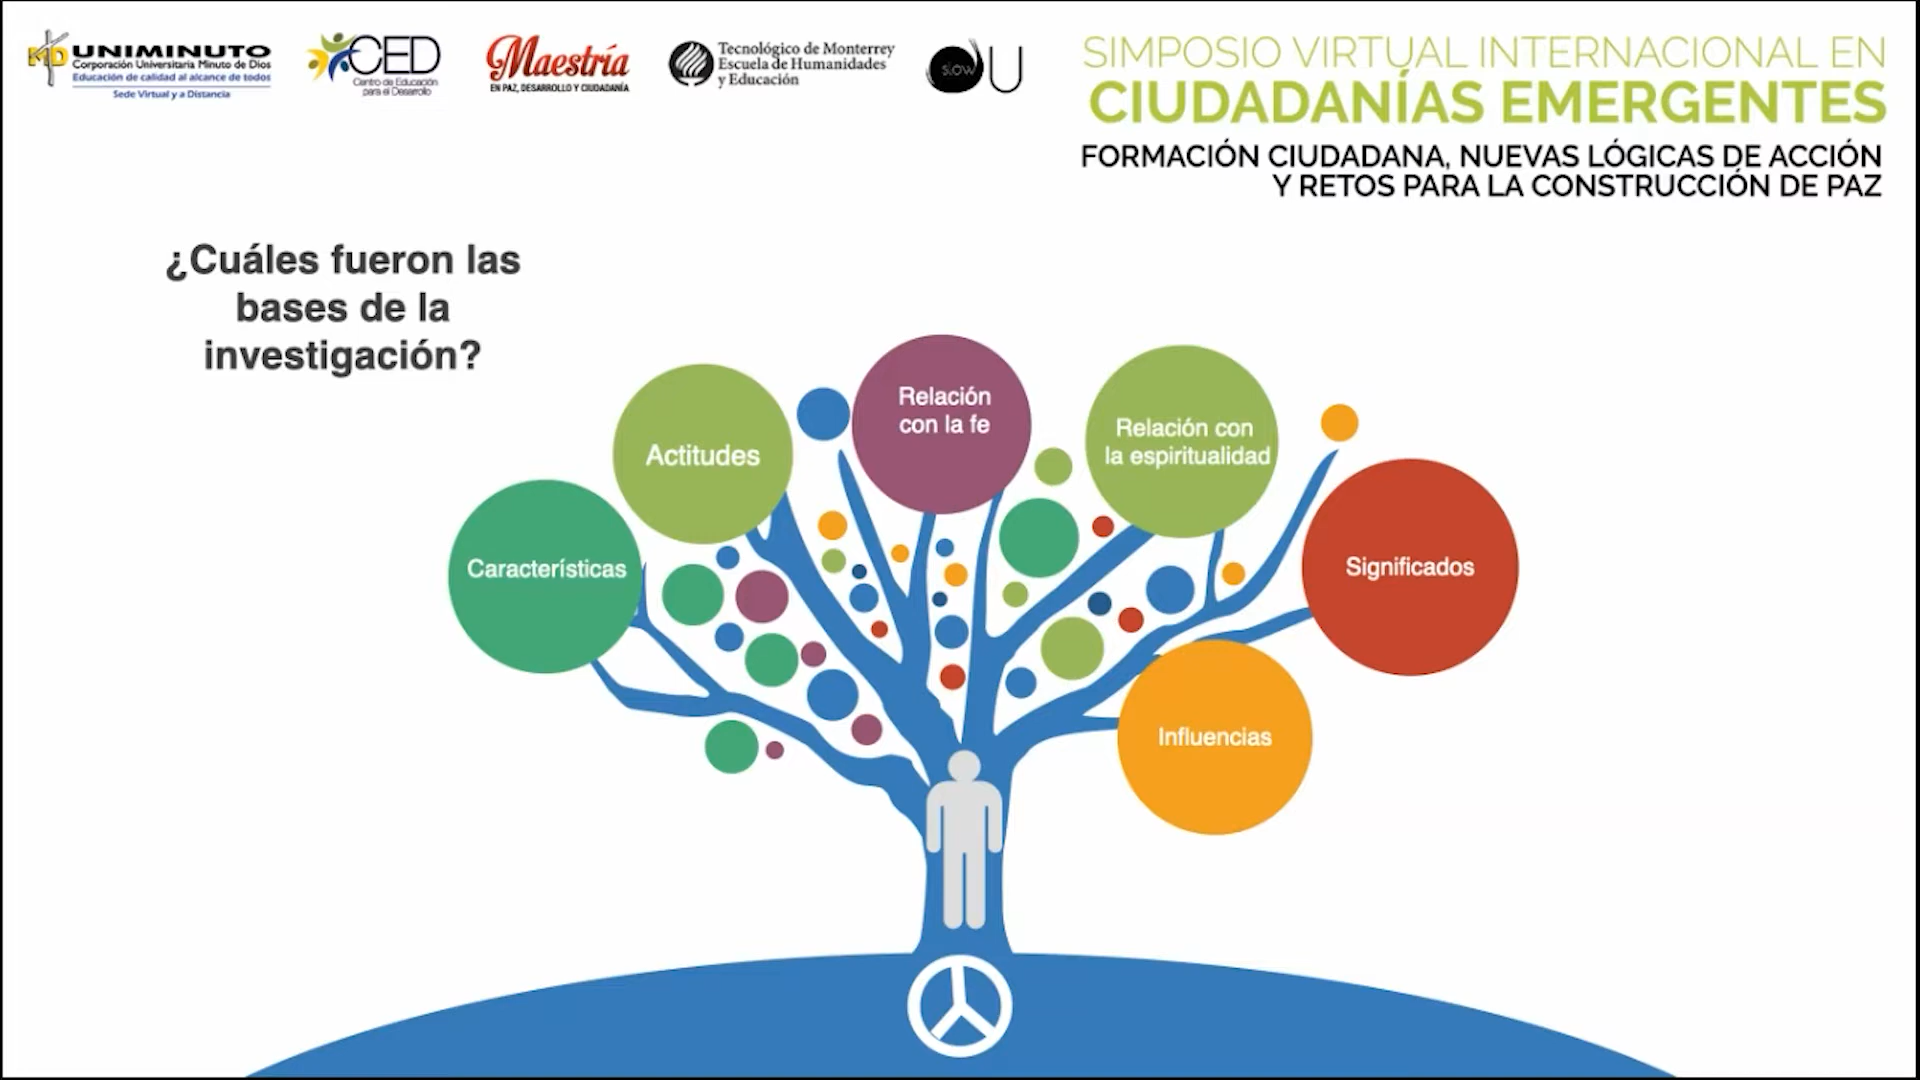 UNIMINUTO
Corporación Universitaria Minuto de Dios
Educación de calidad al alcance de todos
Sede Virtual y a Distancia
CED
Centro de Educación
para el Desarrollo
Maestría
EN PAZ, DESARROLLO Y CIUDADANÍA
Tecnológico de Monterrey
Escuela de Humanidades
y Educación
slow U
SIMPOSIO VIRTUAL INTERNACIONAL EN
CIUDADANÍAS EMERGENTES
FORMACIÓN CIUDADANA, NUEVAS LÓGICAS DE ACCIÓN
Y RETOS PARA LA CONSTRUCCIÓN DE PAZ
¿Cuáles fueron las
bases de la
investigación?
Características
Actitudes
Relación
con la fe
Relación con
la espiritualidad
Significados
Influencias